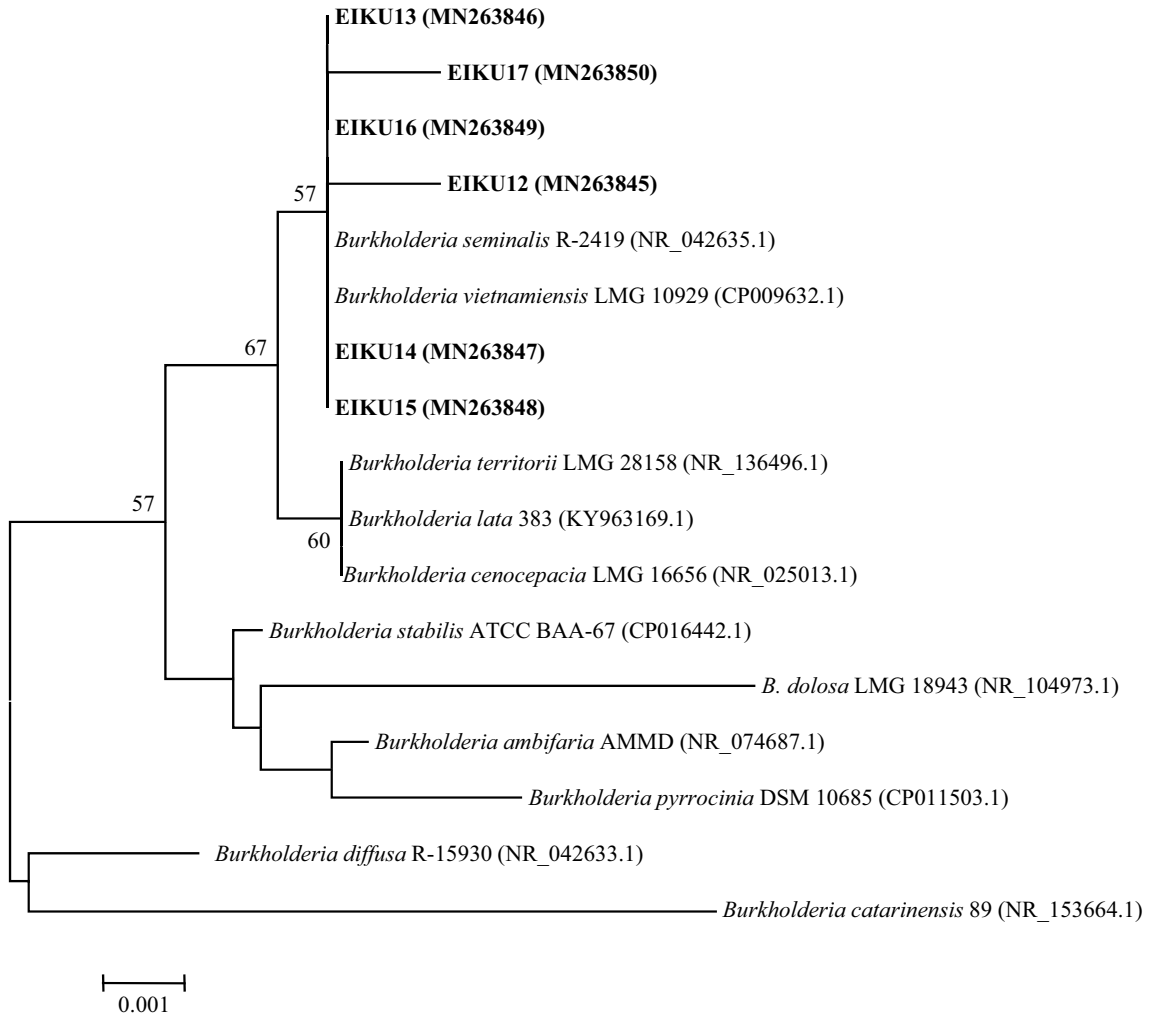 EIKU13 (MN263846)
EIKU17 (MN263850)
EIKU16 (MN263849)
EIKU12 (MN263845)
57
Burkholderia seminalis R-2419 (NR_042635.1)
Burkholderia vietnamiensis LMG 10929 (CP009632.1)
67
EIKU14 (MN263847)
EIKU15 (MN263848)
Burkholderia territorii LMG 28158 (NR_136496.1)
57
Burkholderia lata 383 (KY963169.1)
60
Burkholderia cenocepacia LMG 16656 (NR_025013.1)
Burkholderia stabilis ATCC BAA-67 (CP016442.1)
B. dolosa LMG 18943 (NR_104973.1)
Burkholderia ambifaria AMMD (NR_074687.1)
Burkholderia pyrrocinia DSM 10685 (CP011503.1)
Burkholderia diffusa R-15930 (NR_042633.1)
Burkholderia catarinensis 89 (NR_153664.1)
0.001